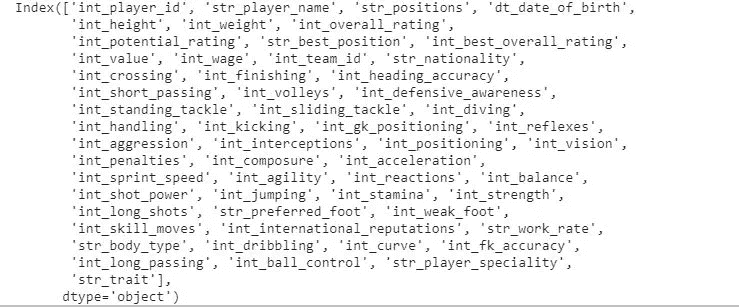 Index(['int_player_id', 'str_player_name', 'str_positions', 'dt_date_of_birth',
'int_height', 'int_weight', 'int_overall_rating',
'int_potential_rating', 'str_best_position', 'int_best_overall_rating',
'int_value', 'int_wage', 'int_team_id', 'str_nationality',
'int_crossing', 'int_finishing', 'int_heading_accuracy',
'int_short_passing', 'int_volleys', 'int_defensive_awareness',
'int_standing_tackle', 'int_sliding_tackle', 'int_diving',
'int_handling', 'int_kicking', 'int_gk_positioning', 'int_reflexes',
'int_aggression', 'int_interceptions', 'int_positioning', 'int_vision',
'int_penalties', 'int_composure', 'int_acceleration',
'int_sprint_speed', 'int_agility', 'int_reactions', 'int_balance',
'int_shot_power', 'int_jumping', 'int_stamina', 'int_strength',
'int_long_shots', 'str_preferred_foot', 'int_weak_foot',
'int_skill_moves', 'int_international_reputations', 'str_work_rate',
'str_body_type', 'int_dribbling', 'int_curve', 'int_fk_accuracy',
'int_long_passing', 'int_ball_control', 'str_player_speciality',
'str_trait'],
dtype='object')